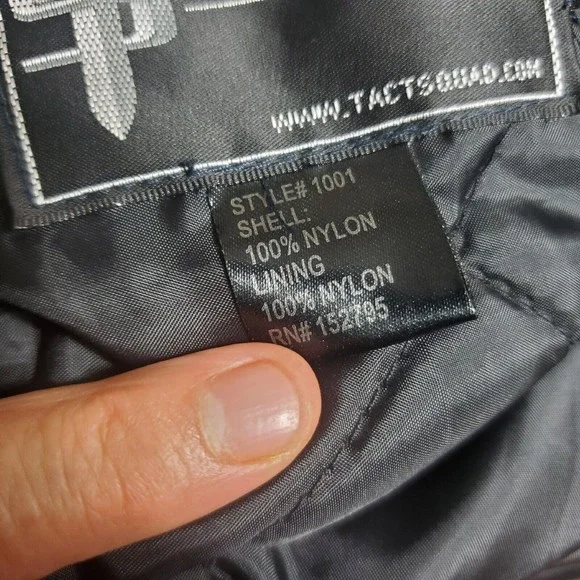 WWW.TACTSQUAD.COM
STYLE# 1001
SHELL:
100% NYLON
LINING
100% NYLON
RN# 152795